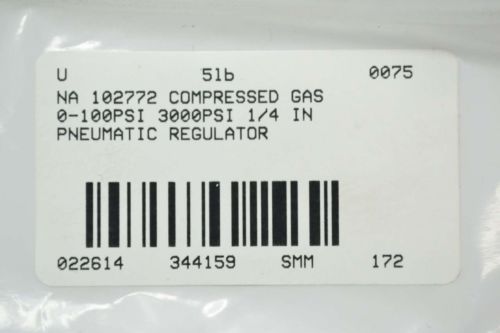 U 51b 0075
NA 102772 COMPRESSED GAS
0-100PSI 3000PSI 1/4 IN
PNEUMATIC REGULATOR
022614 344159 SMM 172